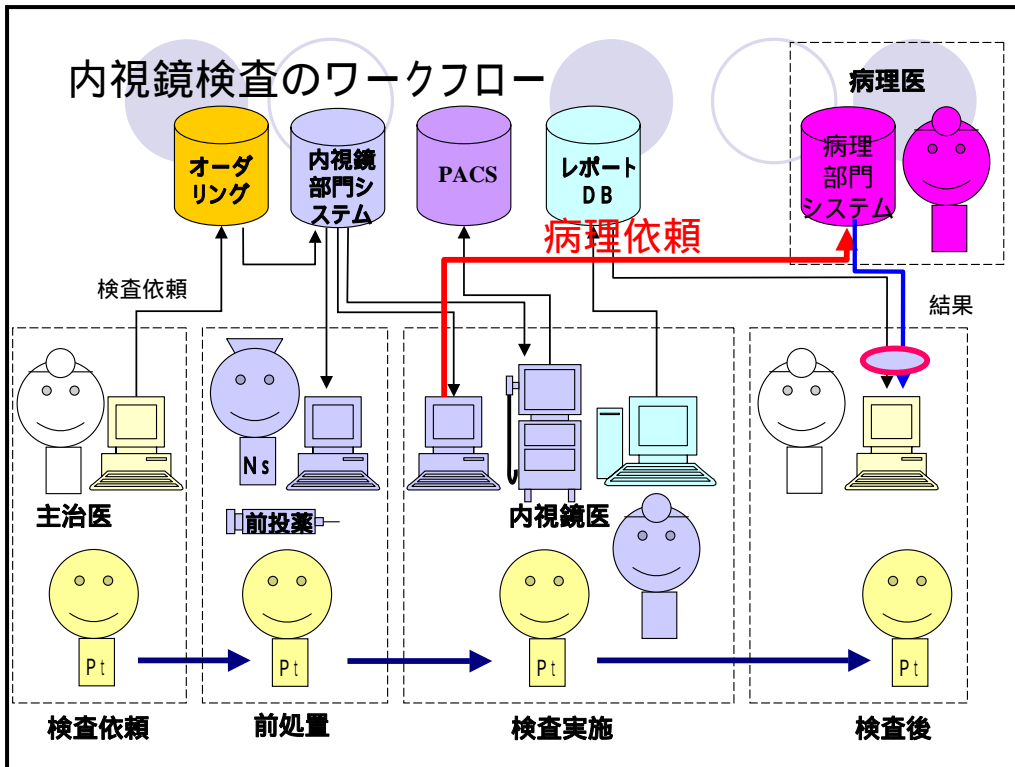 内視鏡検査のワークフロー
病理医
オーダ
リング
内視鏡
部門シ
ステム
PACS
レポート
DB
病理
部門
システム
病理依頼
検査依頼
結果
Ns
主治医
前投薬
内視鏡医
Pt
Pt
Pt
Pt
検査依頼
前処置
検査実施
検査後